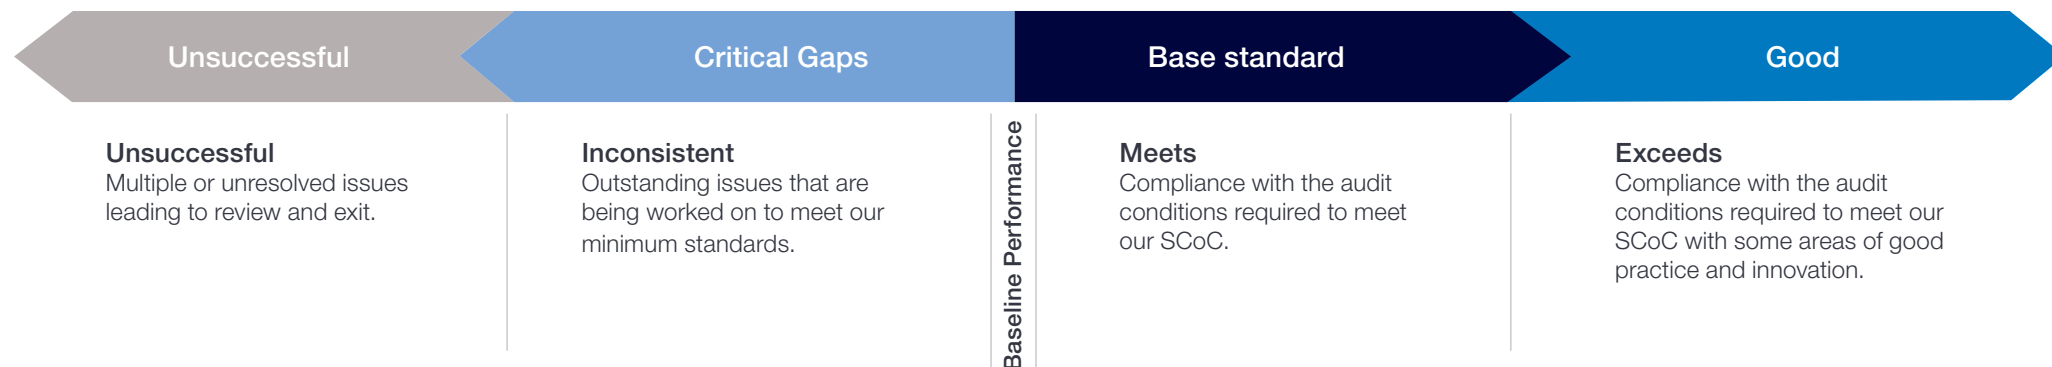 Unsuccessful
Critical Gaps
Base standard
Good
Unsuccessful
Multiple or unresolved issues
leading to review and exit.
Inconsistent
Outstanding issues that are
being worked on to meet our
minimum standards.
Baseline Performance
Meets
Compliance with the audit
conditions required to meet
our SCoC.
Exceeds
Compliance with the audit
conditions required to meet our
SCoC with some areas of good
practice and innovation.